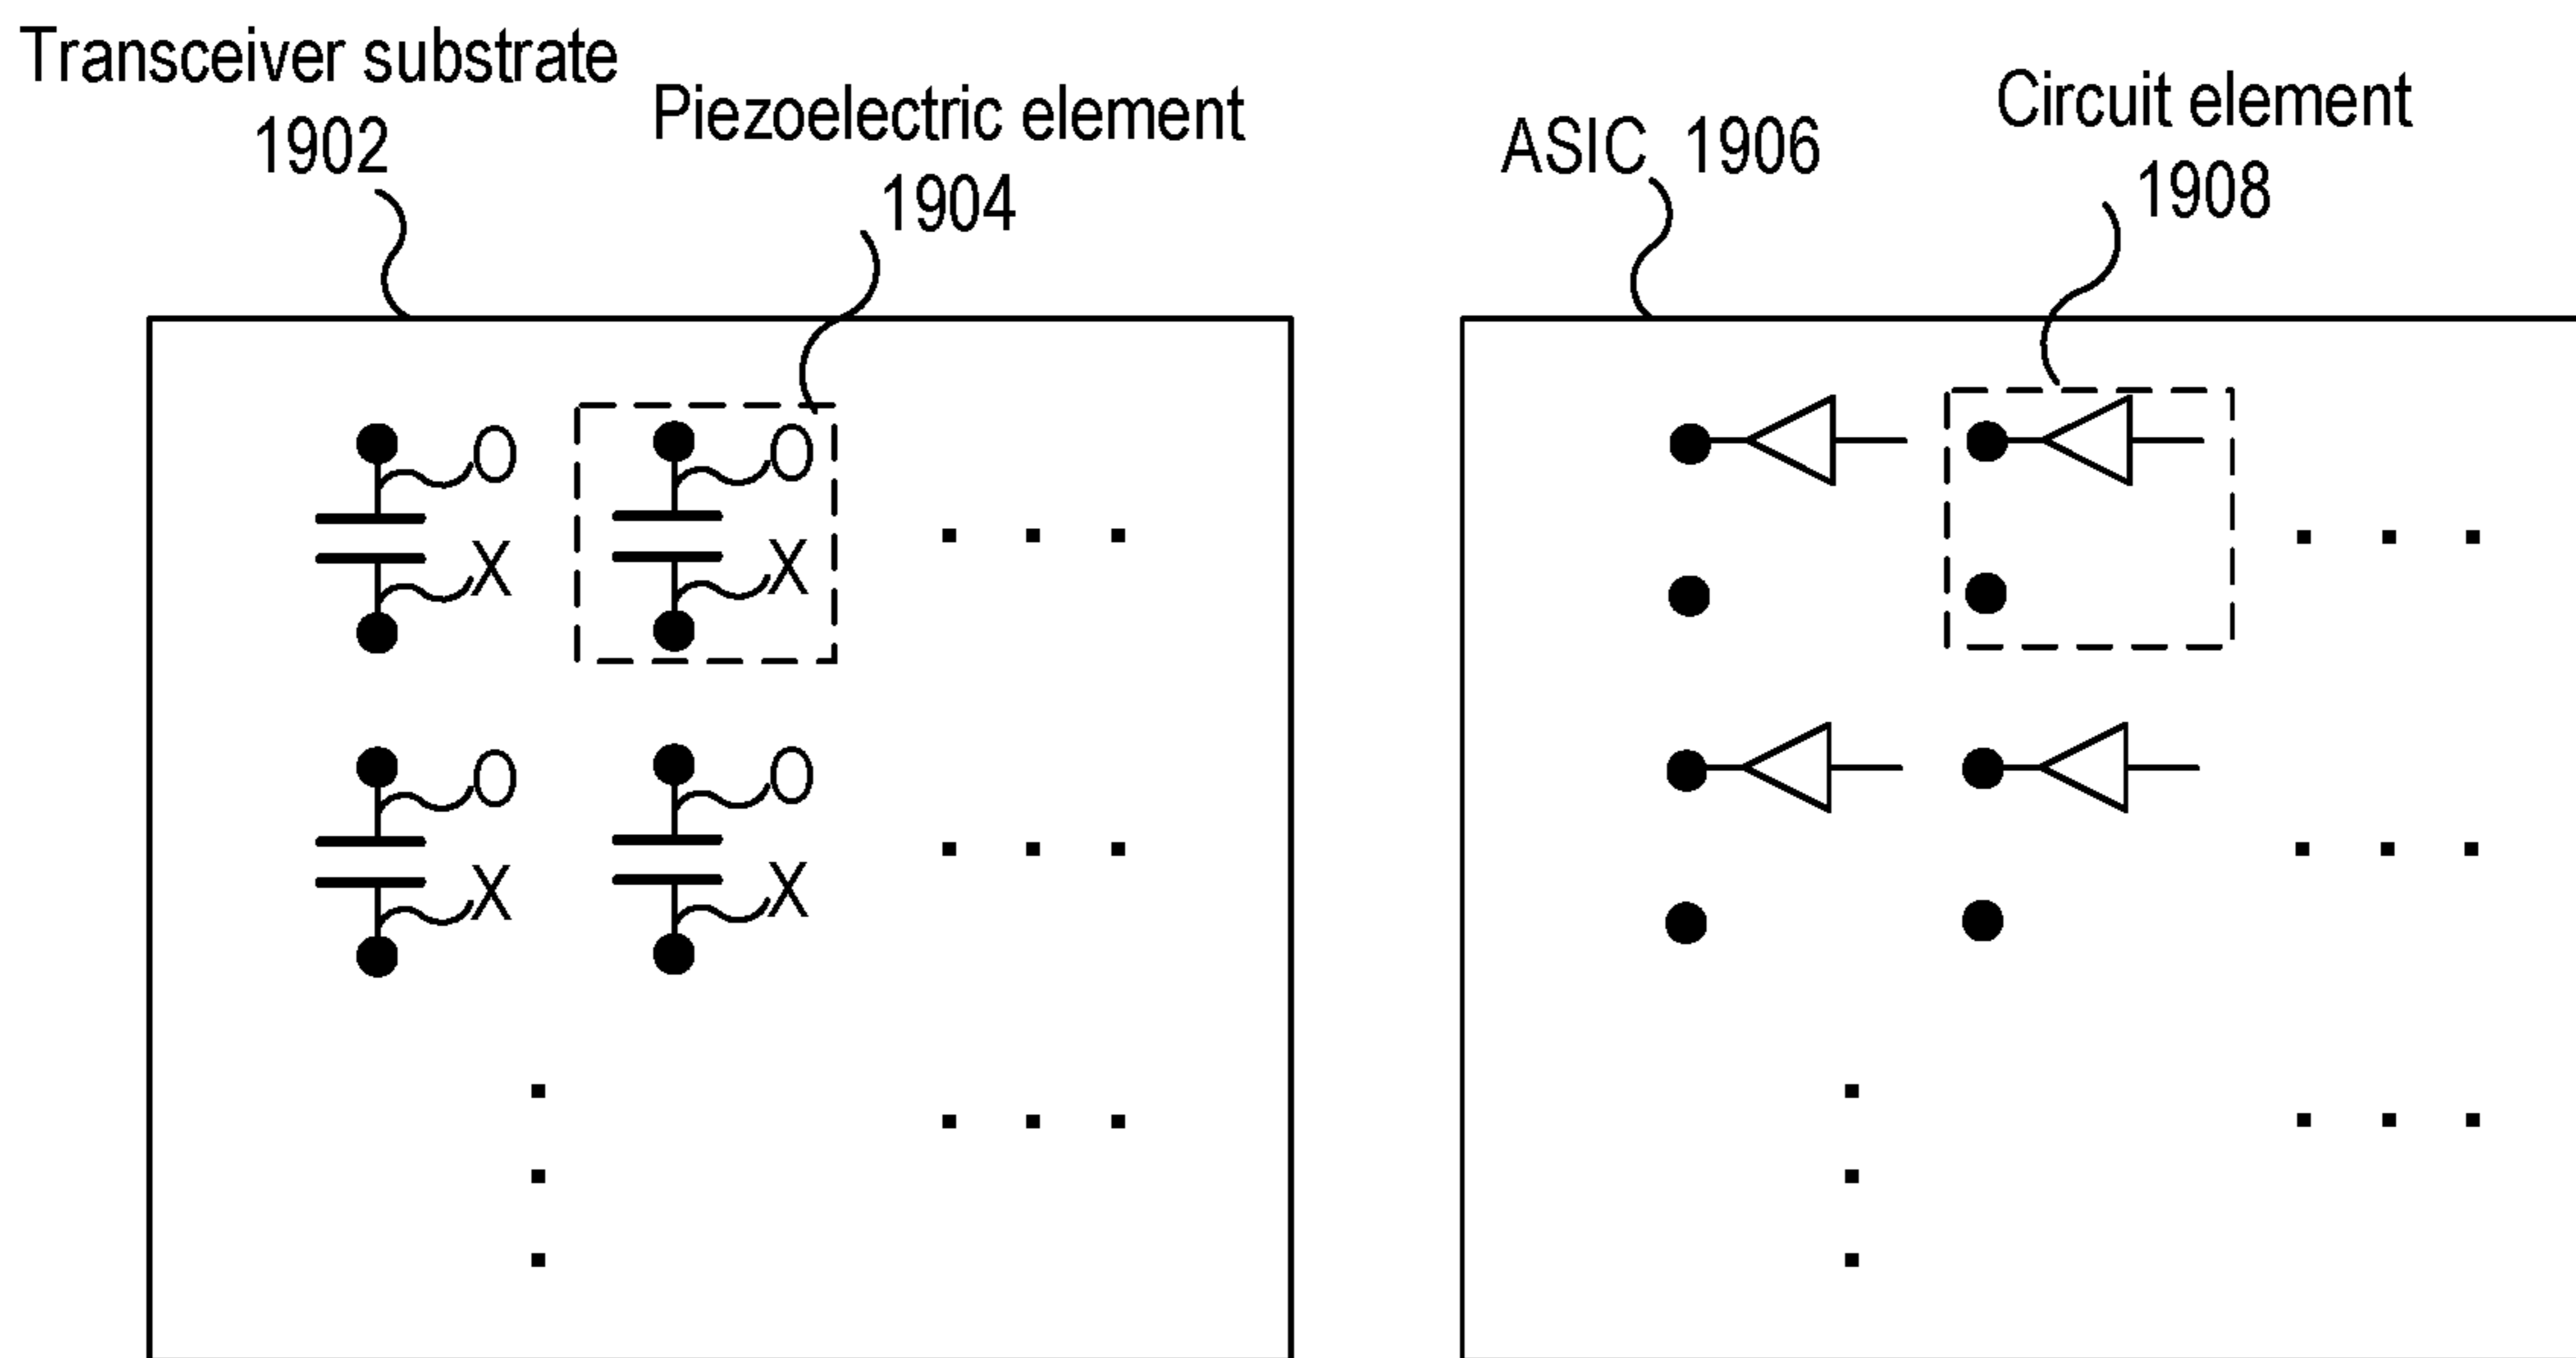 Transceiver substrate
1902
Piezoelectric element
1904
ASIC 1906
Circuit element
1908
O
X
O
X
O
X
O
X